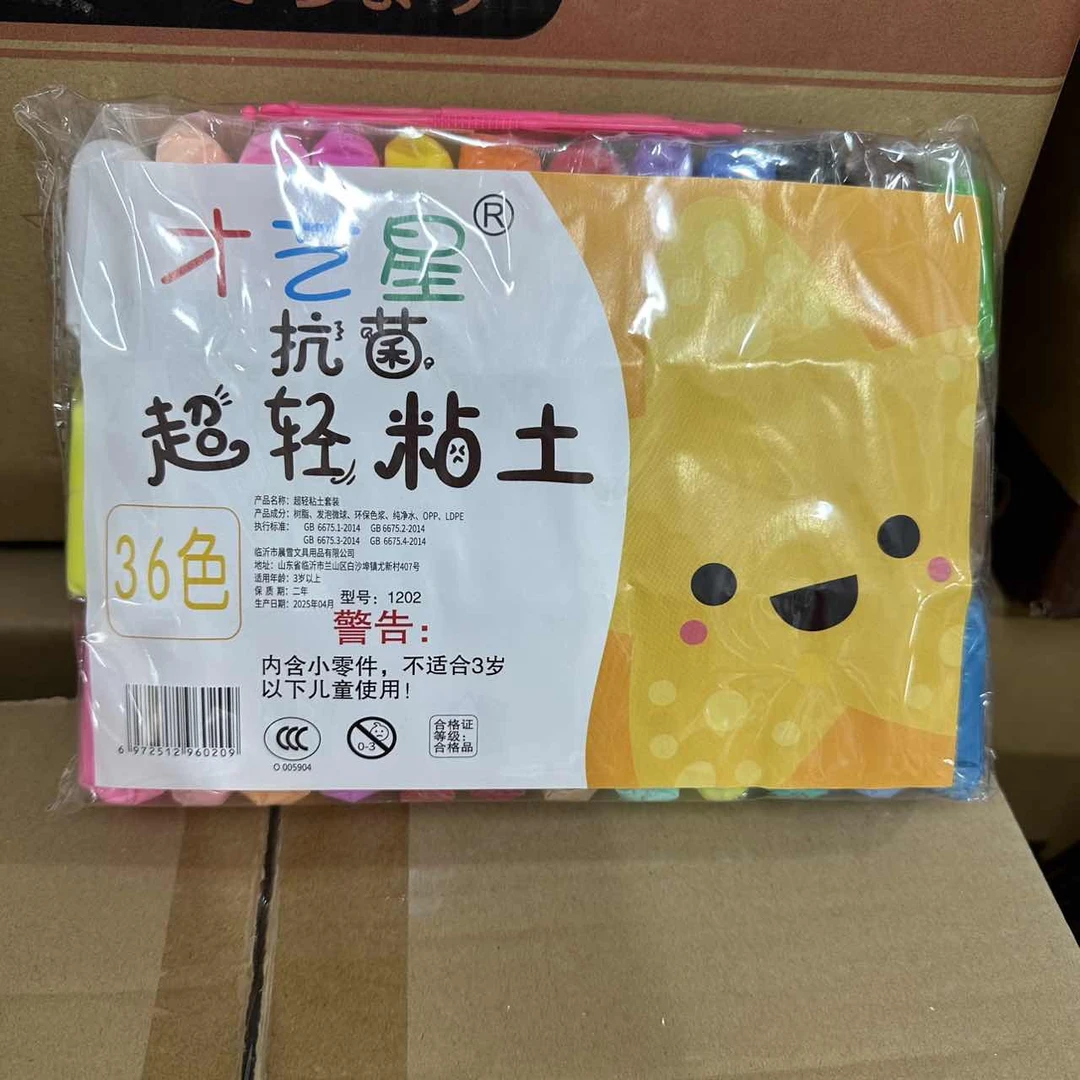 才艺星®
抗菌
超轻粘土
产品名称：超轻粘土套装
产品成分：树脂、发泡微球、环保色浆、纯净水、OPP、LDPE
执行标准： GB 6675.1-2014 GB 6675.2-2014
GB 6675.3-2014 GB 6675.4-2014
临沂市晨雪文具用品有限公司
地址：山东省临沂市兰山区白沙埠镇尤新村407号
适用年龄：3岁以上
保 质 期：二年
生产日期：2025年04月 型号：1202
36色
警告：
内含小零件，不适合3岁
以下儿童使用！
6 972512 960209
CCC
O 005904
0-3
合格证
等级：
合格品